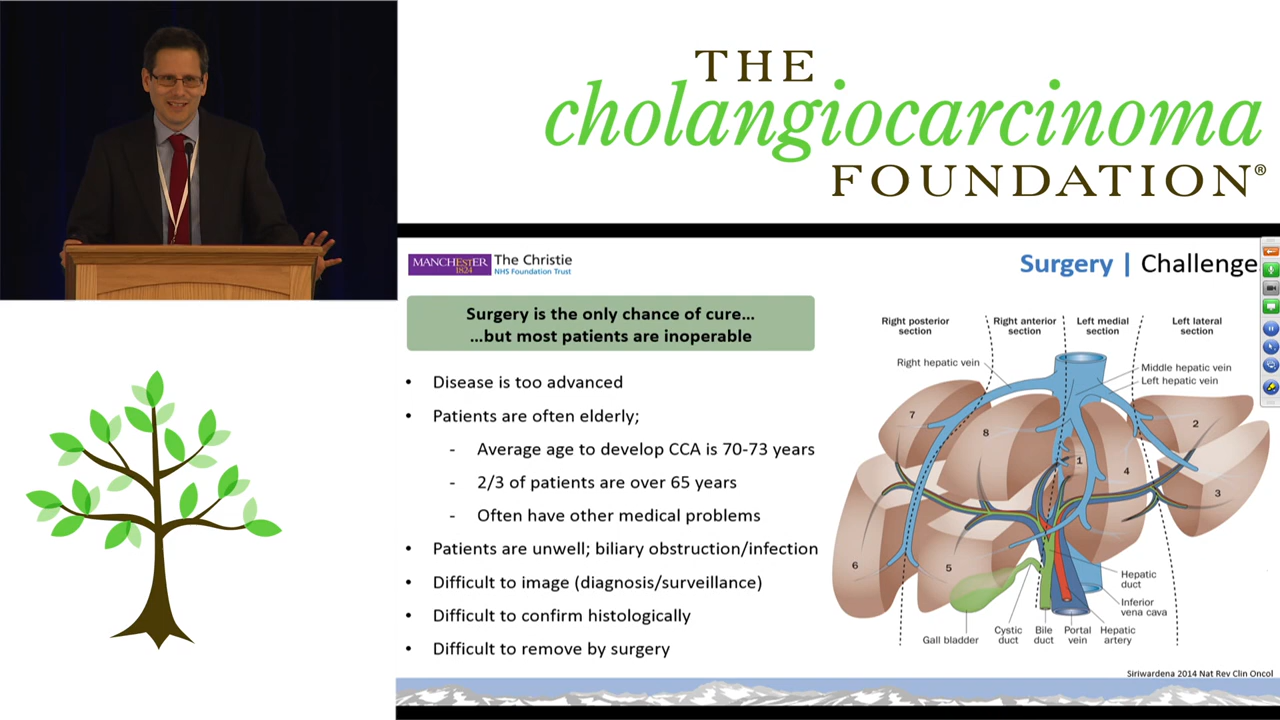 THE
cholangiocarcinoma
FOUNDATION®
MANCHESTER
1824
The Christie
NHS Foundation Trust
Surgery | Challenge
Surgery is the only chance of cure...
...but most patients are inoperable
• Disease is too advanced
• Patients are often elderly;
- Average age to develop CCA is 70-73 years
- 2/3 of patients are over 65 years
- Often have other medical problems
• Patients are unwell; biliary obstruction/infection
• Difficult to image (diagnosis/surveillance)
• Difficult to confirm histologically
• Difficult to remove by surgery
Right posterior
section
Right anterior
section
Left medial
section
Left lateral
section
Right hepatic vein
Middle hepatic vein
Left hepatic vein
7
8
2
1
4
3
6
5
Hepatic
duct
Inferior
vena cava
Gall bladder
Cystic
duct
Bile
duct
Portal
vein
Hepatic
artery
Siriwardena 2014 Nat Rev Clin Oncol